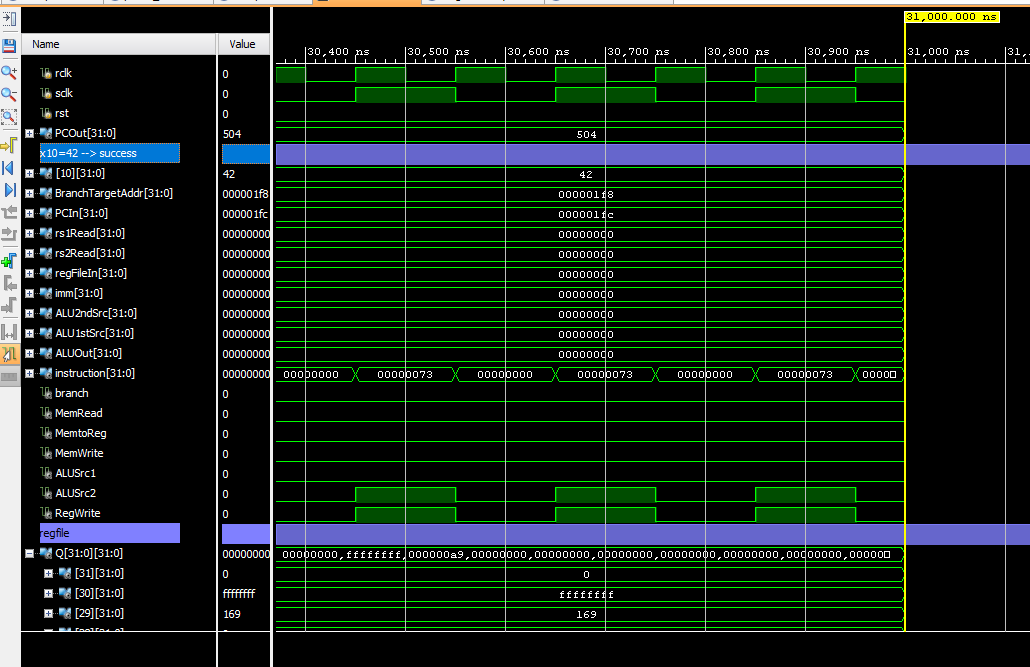 31,000.000 ns
Name Value
30,400 ns 30,500 ns 30,600 ns 30,700 ns 30,800 ns 30,900 ns 31,000 ns
rclk 0
sclk 0
rst 0
PCOut[31:0] 504 504
x10=42 --> success
[10][31:0] 42 42
BranchTargetAddr[31:0] 000001f8 000001f8
PCIn[31:0] 000001fc 000001fc
rs1Read[31:0] 00000000 00000000
rs2Read[31:0] 00000000 00000000
regFileIn[31:0] 00000000 00000000
imm[31:0] 00000000 00000000
ALU2ndSrc[31:0] 00000000 00000000
ALU1stSrc[31:0] 00000000 00000000
ALUOut[31:0] 00000000 00000000
instruction[31:0] 00000000 00000000 00000073 00000000 00000073 00000000 00000073 0000
branch 0
MemRead 0
MemtoReg 0
MemWrite 0
ALUSrc1 0
ALUSrc2 0
RegWrite 0
regfile
Q[31:0][31:0] 00000000 00000000,ffffffff,000000a9,00000000,00000000,00000000,00000000,00000000,00000000,00000
[31][31:0] 0 0
[30][31:0] ffffffff ffffffff
[29][31:0] 169 169